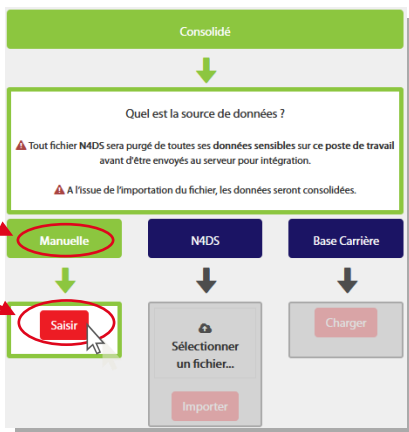 Consolidé
Quel est la source de données ?
Tout fichier N4DS sera purgé de toutes ses données sensibles sur ce poste de travail
avant d'être envoyés au serveur pour intégration.
A l'issue de l'importation du fichier, les données seront consolidées.
Manuelle
N4DS
Base Carrière
Saisir
Sélectionner
un fichier...
Importer
Charger